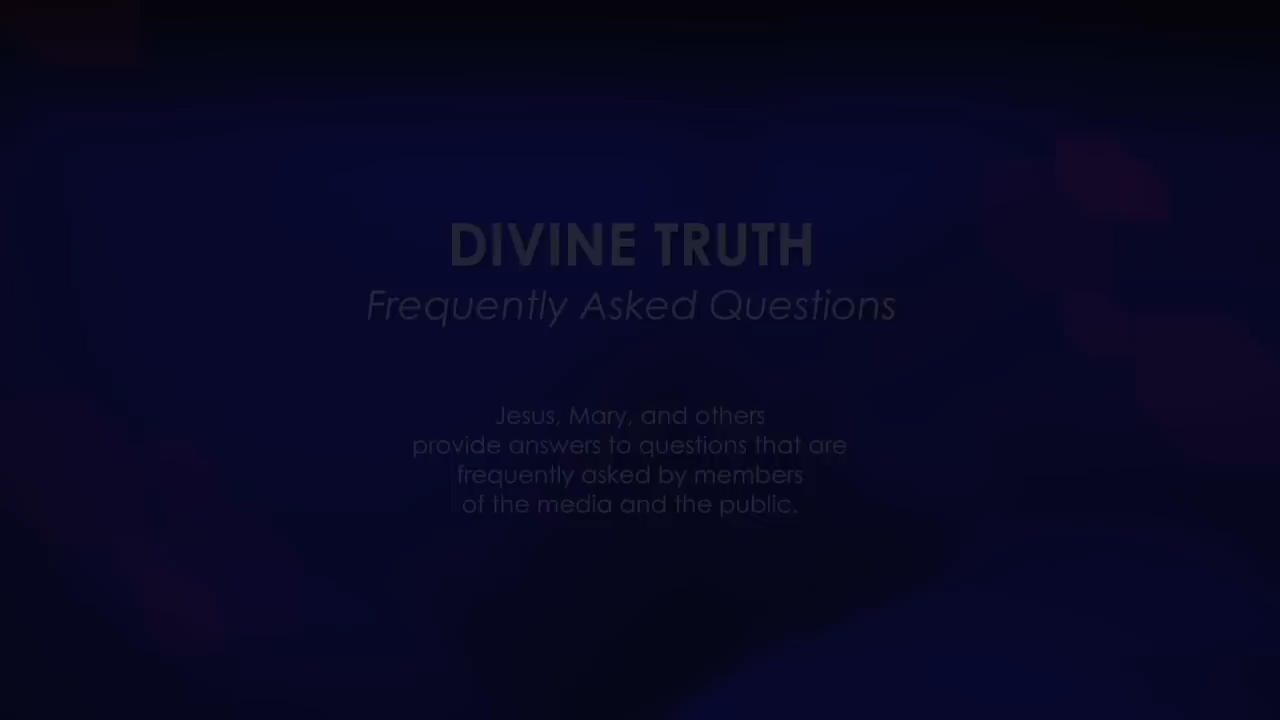 DIVINE TRUTH
Frequently Asked Questions
Jesus, Mary, and others
provide answers to questions that are
frequently asked by members
of the media and the public.